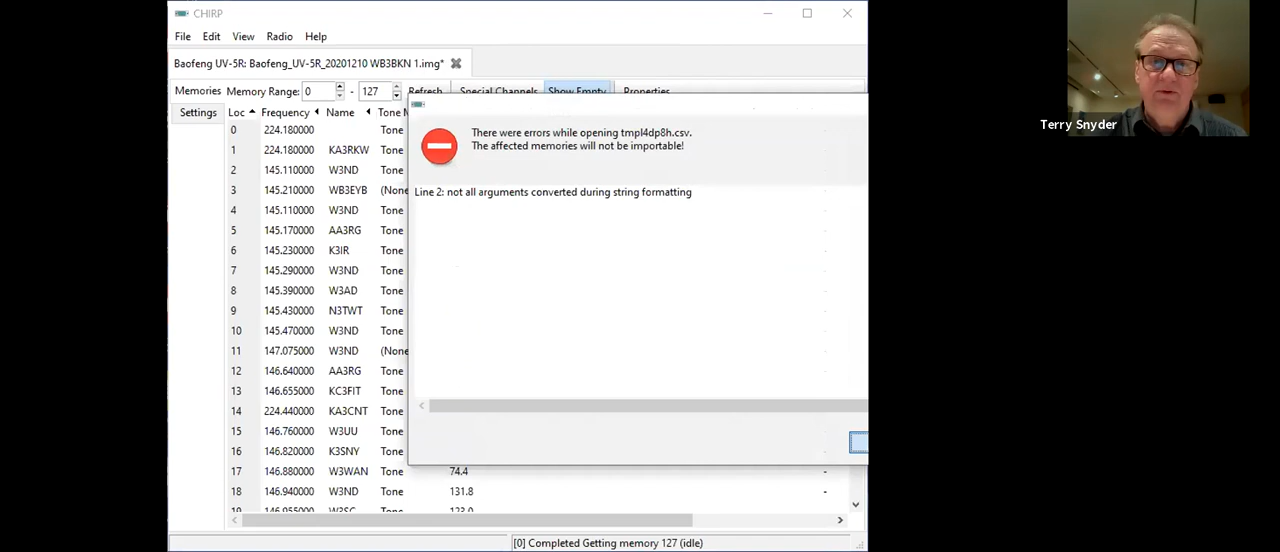 CHIRP
File Edit View Radio Help
Baofeng UV-5R: Baofeng_UV-5R_20201210 WB3BKN 1.img*
Memories Memory Range: 0 - 127 Refresh Special Channels Show Empty Properties
Settings
Loc Frequency Name Tone M
0 224.180000 Tone
1 224.180000 KA3RKW Tone
2 145.110000 W3ND Tone
3 145.210000 WB3EYB (None
4 145.110000 W3ND Tone
5 145.170000 AA3RG Tone
6 145.230000 K3IR Tone
7 145.290000 W3ND Tone
8 145.390000 W3AD Tone
9 145.430000 N3TWT Tone
10 145.470000 W3ND Tone
11 147.075000 W3ND (None
12 146.640000 AA3RG Tone
13 146.655000 KC3FIT Tone
14 224.440000 KA3CNT Tone
15 146.760000 W3UU Tone
16 146.820000 K3SNY Tone
17 146.880000 W3WAN Tone 74.4 -
18 146.940000 W3ND Tone 131.8 -
19 146.955000 W3SC Tone 123.0 -
There were errors while opening tmpl4dp8h.csv.
The affected memories will not be importable!
Line 2: not all arguments converted during string formatting
[0] Completed Getting memory 127 (idle)
Terry Snyder